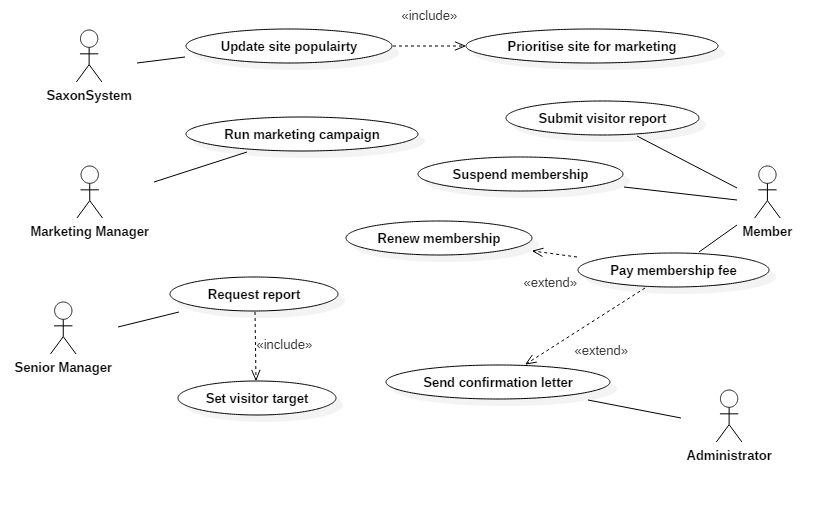 «include»
Update site populairty
Prioritise site for marketing
SaxonSystem
Submit visitor report
Run marketing campaign
Suspend membership
Marketing Manager
Member
Renew membership
Pay membership fee
«extend»
Request report
«include»
«extend»
Senior Manager
Send confirmation letter
Set visitor target
Administrator